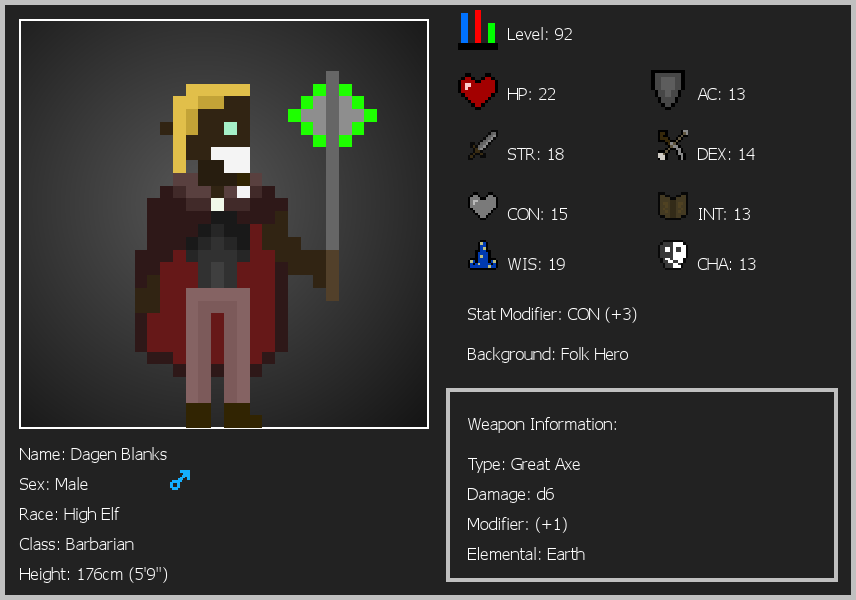 Level: 92
HP: 22
AC: 13
STR: 18
DEX: 14
CON: 15
INT: 13
WIS: 19
CHA: 13
Stat Modifier: CON (+3)
Background: Folk Hero
Weapon Information:
Type: Great Axe
Damage: d6
Modifier: (+1)
Elemental: Earth
Name: Dagen Blanks
Sex: Male
Race: High Elf
Class: Barbarian
Height: 176cm (5'9")